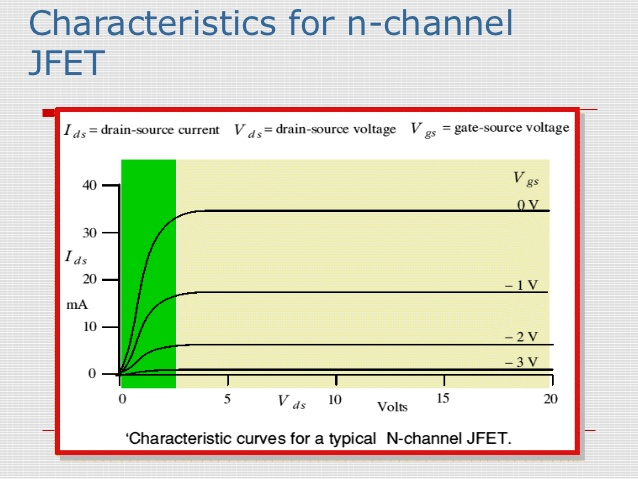 Characteristics for n-channel
JFET
I ds = drain-source current V ds = drain-source voltage V gs = gate-source voltage
V gs
40
0 V
30
I ds
20
– 1 V
mA
10
– 2 V
– 3 V
0
0 5 V ds 10 Volts 15 20
‘Characteristic curves for a typical N-channel JFET.